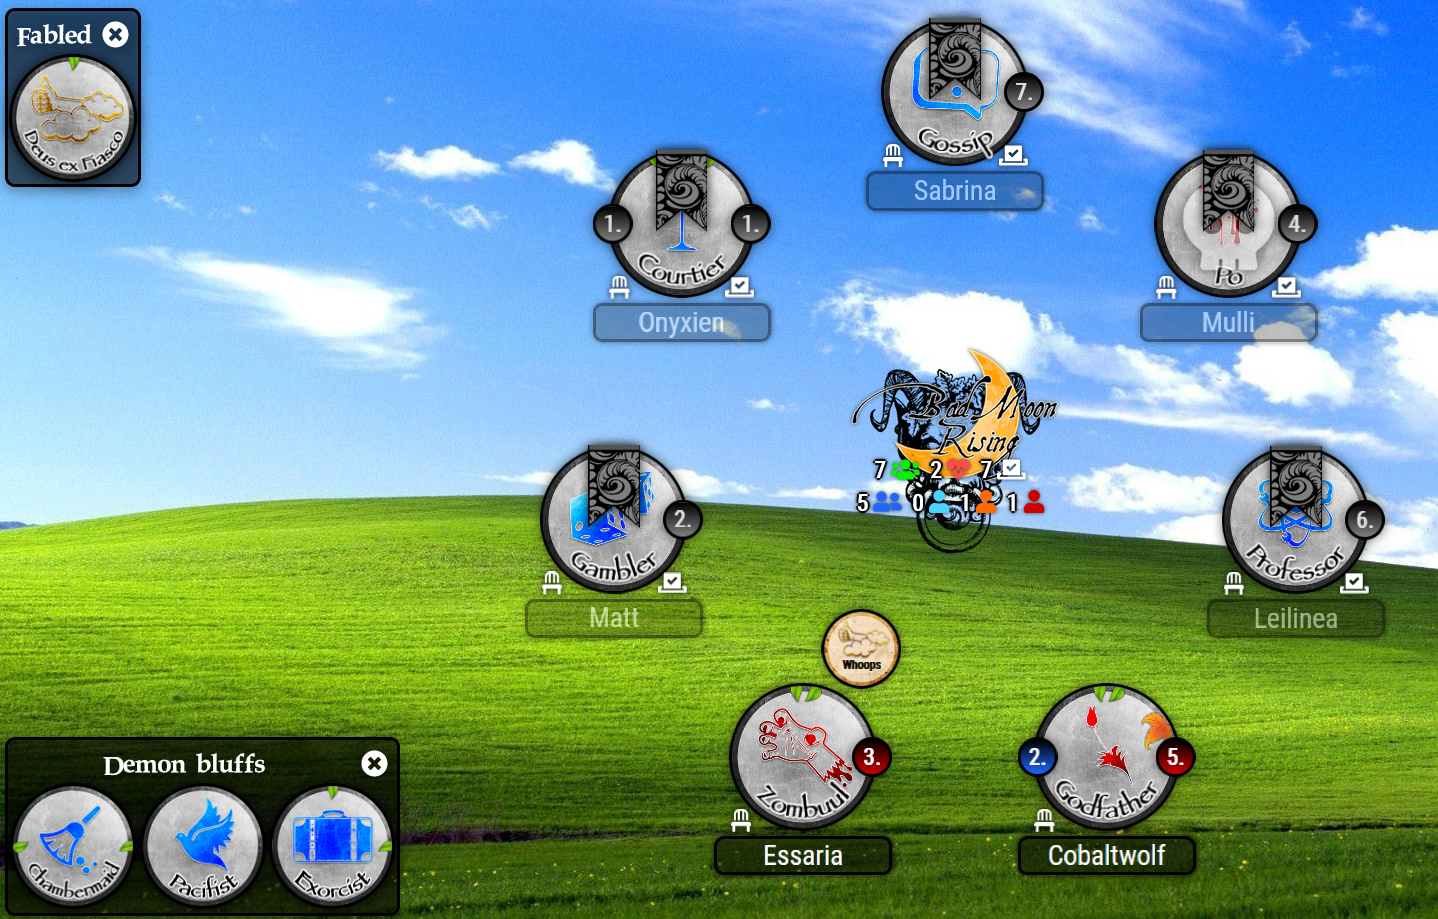 Fabled
Deus ex Fiasco
7.
Gossip
Sabrina
1.
1.
Courtier
Onyxien
4.
Po
Mulli
Bad Moon
Rising
7 2 7
5 0 1 1
2.
Gambler
Matt
6.
Professor
Leilinea
Whoops
3.
Zombuul
Essaria
2.
5.
Godfather
Cobaltwolf
Demon bluffs
Chambermaid
Pacifist
Exorcist